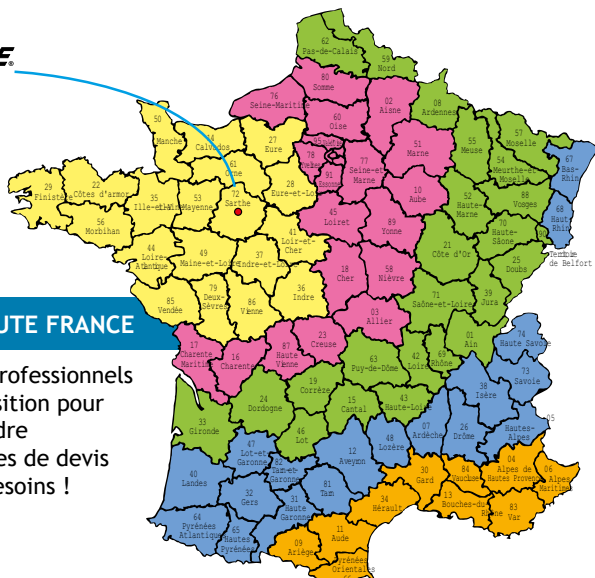 UTE FRANCE
rofessionnels
sition pour
dre
es de devis
esoins !
62
Pas-de-Calais
59
Nord
80
Somme
76
Seine-Maritime
02
Aisne
08
Ardennes
60
Oise
50
Manche
14
Calvados
27
Eure
61
Orne
95
78
Yvelines
91
Essonne
77
Seine-et
Marne
51
Marne
55
Meuse
57
Moselle
54
Meurthe-et
Moselle
67
Bas-
Rhin
29
Finistère
22
Côtes d'armor
35
Ille-et-Vilaine
53
Mayenne
72
Sarthe
28
Eure-et-Loir
10
Aube
52
Haute-
Marne
88
Vosges
68
Haut
Rhin
56
Morbihan
45
Loiret
89
Yonne
70
Haute-
Saône
90
Territoire
de Belfort
44
Loire-
Atlantique
49
Maine-et-Loire
37
Indre-et-Loire
41
Loir-et-
Cher
21
Côte d'Or
25
Doubs
18
Cher
58
Nièvre
85
Vendée
79
Deux-
Sèvres
86
Vienne
36
Indre
71
Saône-et-Loire
39
Jura
03
Allier
17
Charente
Maritime
16
Charente
87
Haute
Vienne
23
Creuse
01
Ain
74
Haute Savoie
63
Puy-de-Dôme
42
Loire
69
Rhône
73
Savoie
38
Isère
19
Corrèze
24
Dordogne
15
Cantal
43
Haute-Loire
33
Gironde
46
Lot
07
Ardèche
26
Drôme
05
Hautes-
Alpes
47
Lot-et-
Garonne
82
Tarn-et
Garonne
12
Aveyron
48
Lozère
40
Landes
32
Gers
81
Tarn
30
Gard
84
Vaucluse
04
Alpes de
Hautes Provence
06
Alpes
Maritimes
31
Haute
Garonne
34
Hérault
13
Bouches-du-
Rhône
83
Var
64
Pyrénées
Atlantique
65
Hautes
Pyrénées
09
Ariège
11
Aude
Pyrénées
Orientales